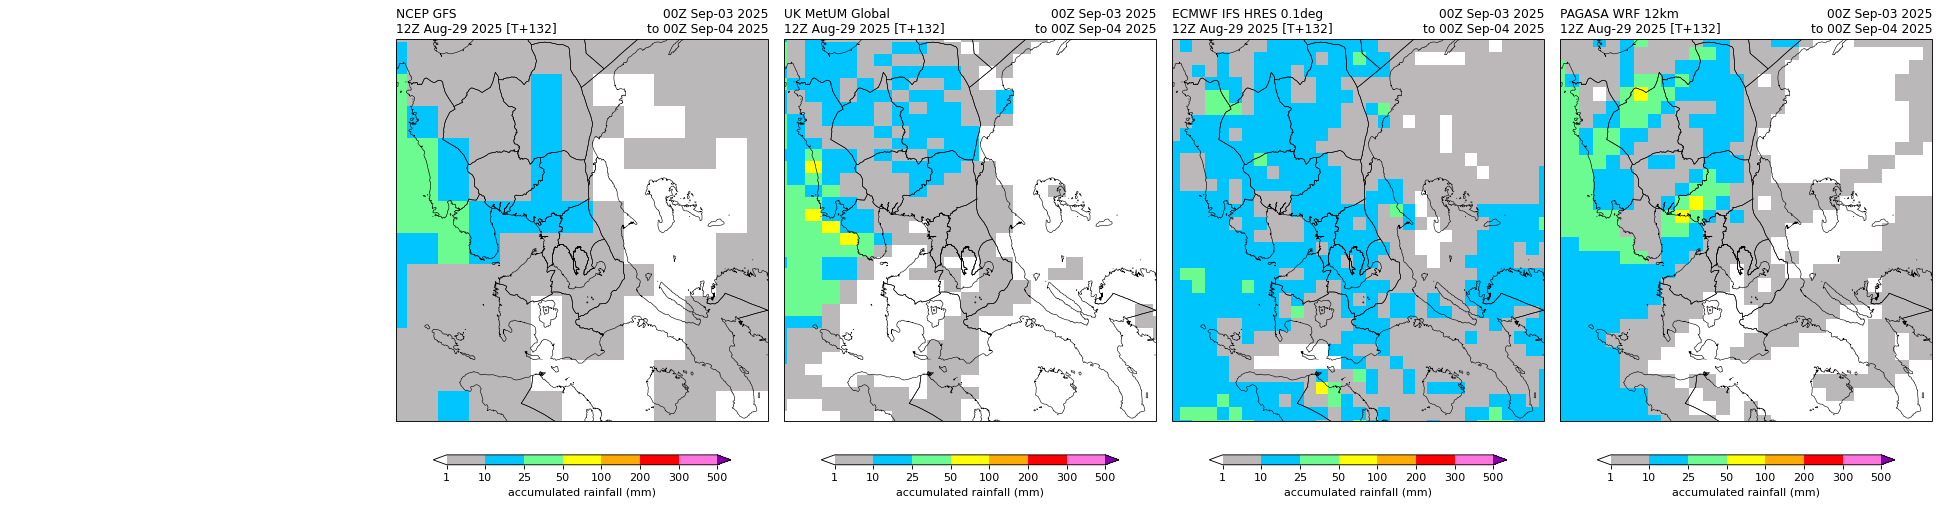 NCEP GFS 00Z Sep-03 2025
12Z Aug-29 2025 [T+132] to 00Z Sep-04 2025
UK MetUM Global 00Z Sep-03 2025
12Z Aug-29 2025 [T+132] to 00Z Sep-04 2025
ECMWF IFS HRES 0.1deg 00Z Sep-03 2025
12Z Aug-29 2025 [T+132] to 00Z Sep-04 2025
PAGASA WRF 12km 00Z Sep-03 2025
12Z Aug-29 2025 [T+132] to 00Z Sep-04 2025
1 10 25 50 100 200 300 500
accumulated rainfall (mm)
1 10 25 50 100 200 300 500
accumulated rainfall (mm)
1 10 25 50 100 200 300 500
accumulated rainfall (mm)
1 10 25 50 100 200 300 500
accumulated rainfall (mm)